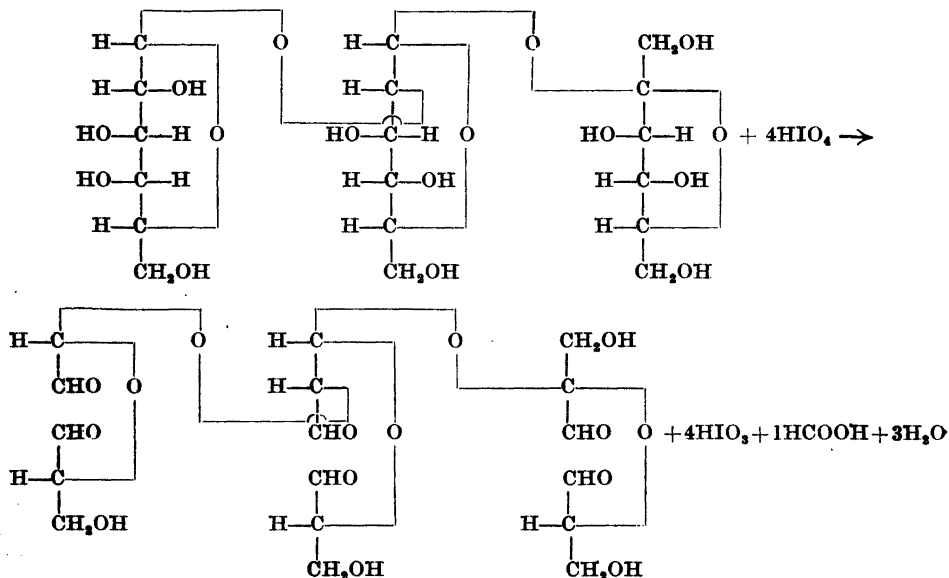 H—C O H—C O CH₂OH
H—C—OH H—C C
HO—C—H O HO—C—H O HO—C—H O + 4HIO₄ →
HO—C—H H—C—OH H—C—OH
H—C H—C H—C
CH₂OH CH₂OH CH₂OH
H—C O H—C O CH₂OH
CHO O H—C C
CHO CHO O CHO O +4HIO₃+1HCOOH+3H₂O
H—C CHO CHO
CH₂OH H—C H—C
CH₂OH CH₂OH